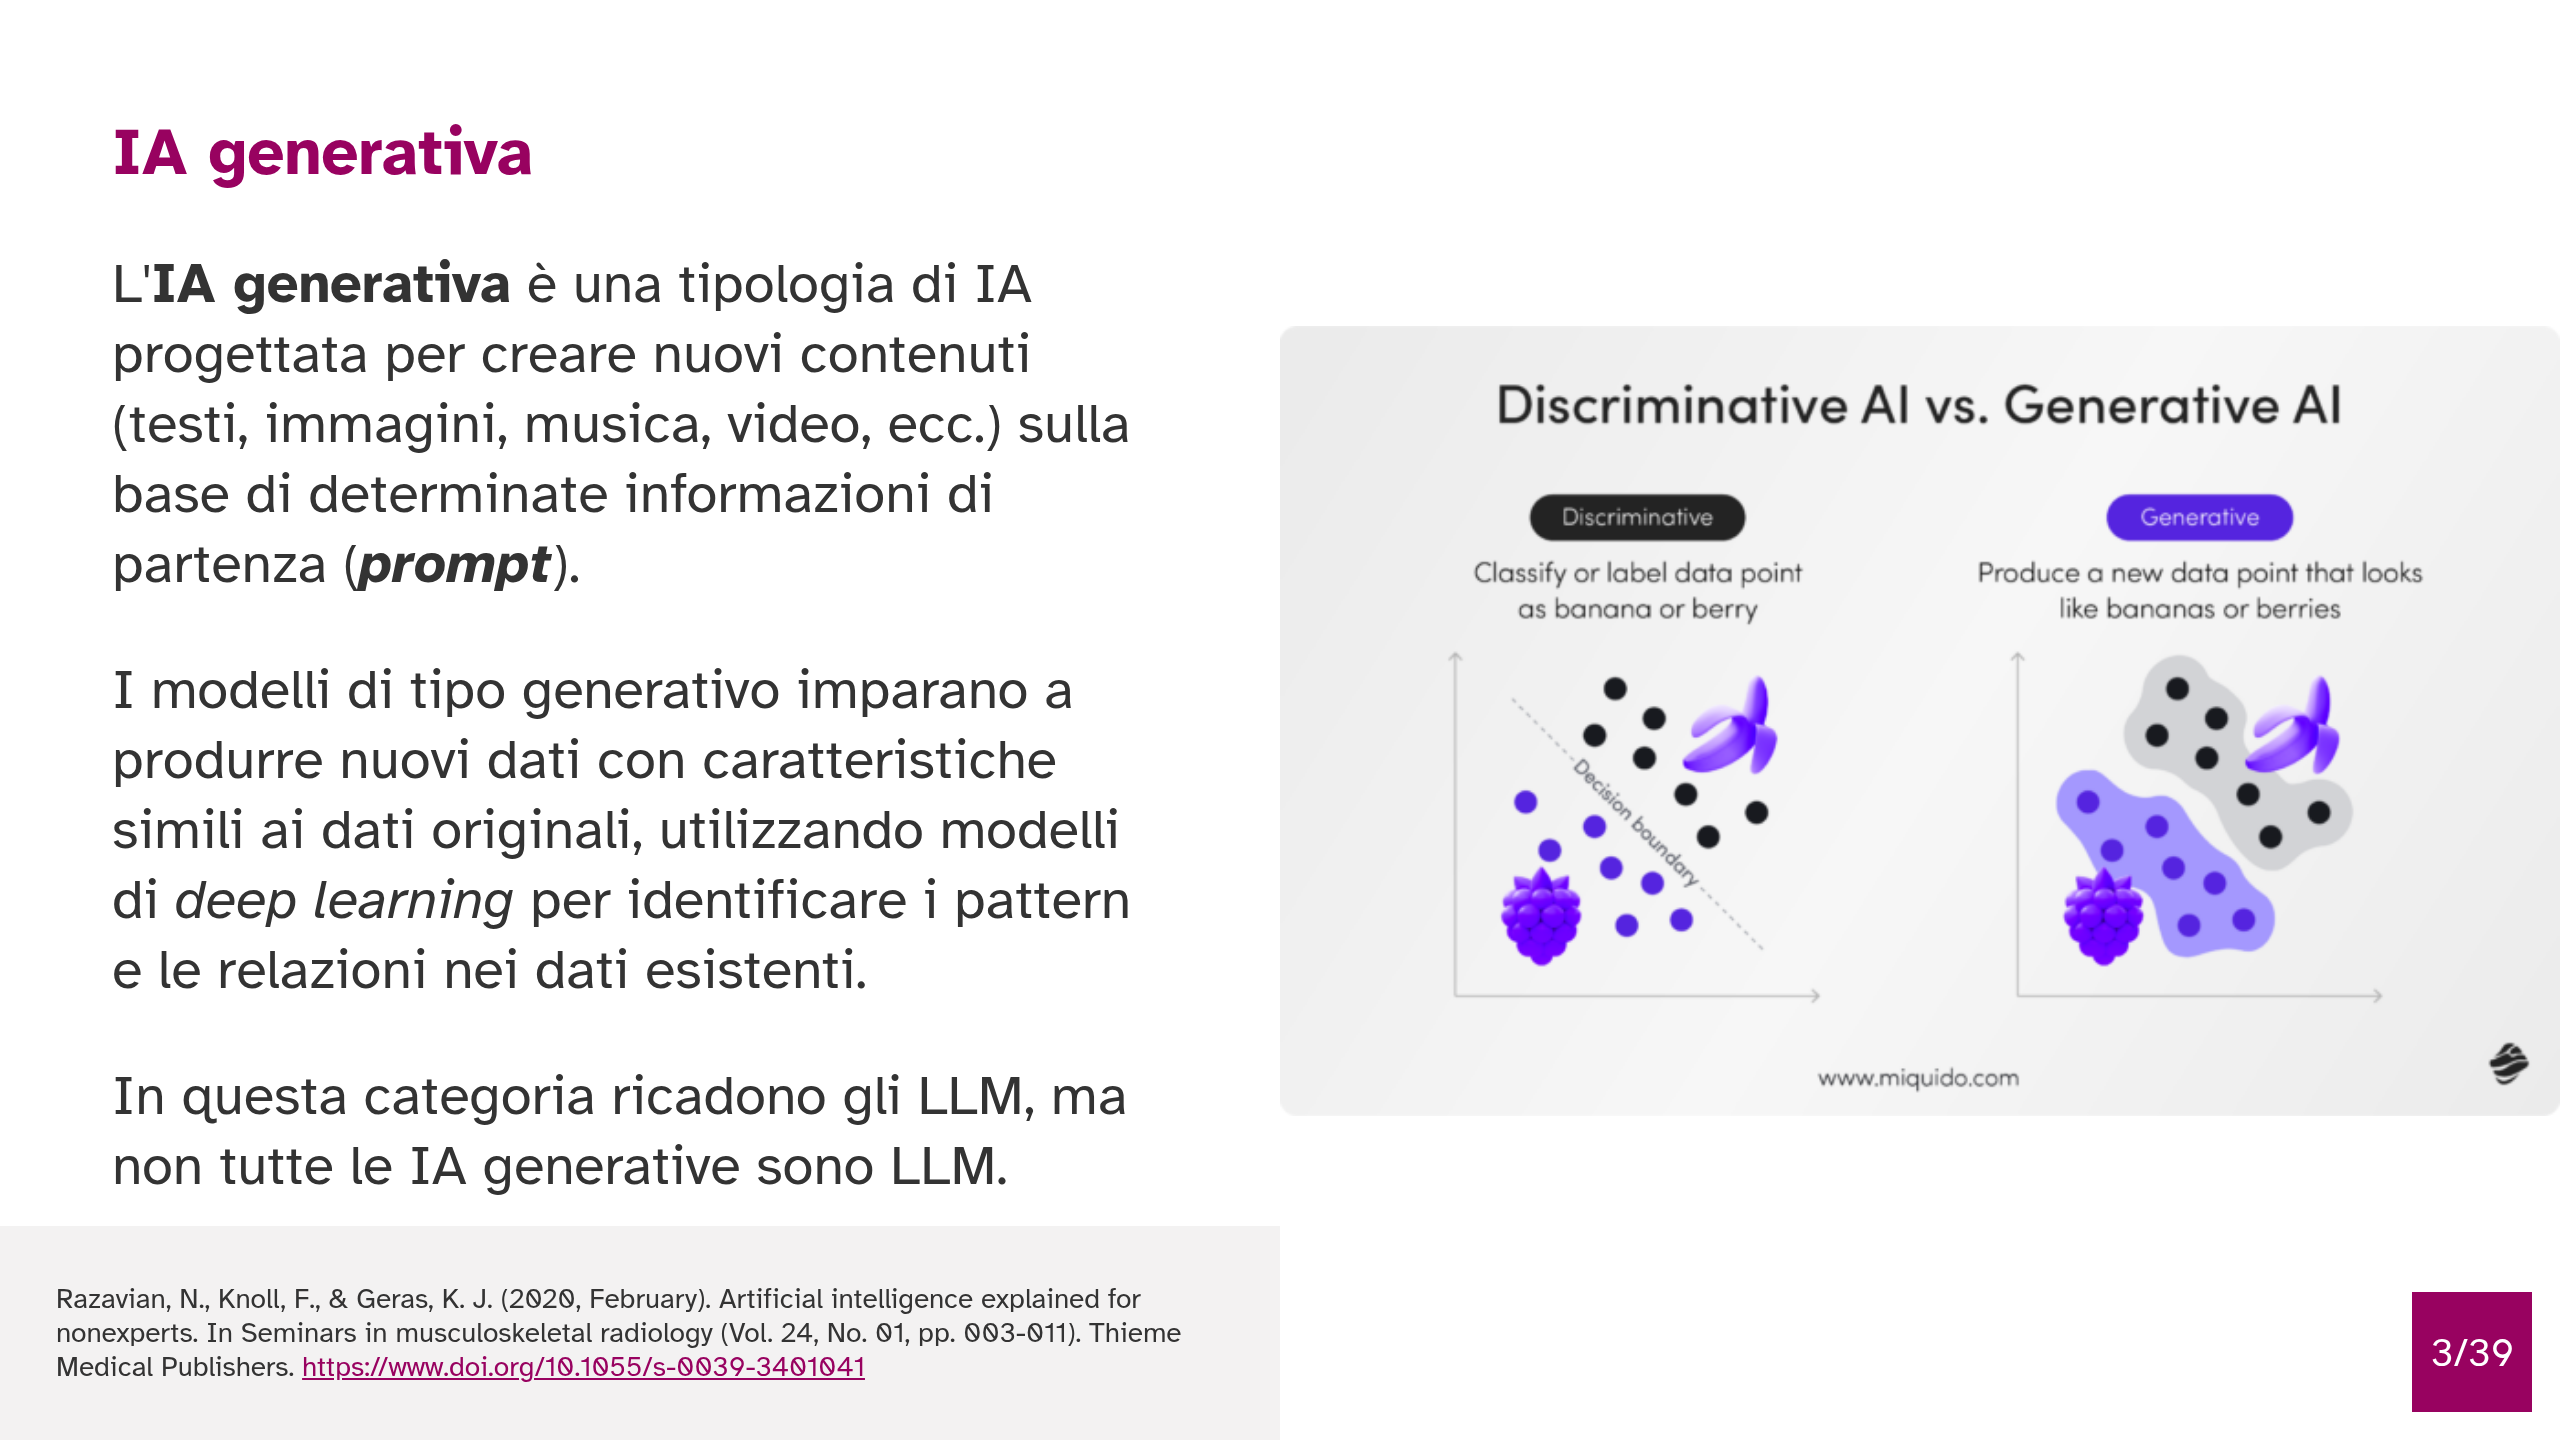 IA generativa
L'IA generativa è una tipologia di IA
progettata per creare nuovi contenuti
(testi, immagini, musica, video, ecc.) sulla
base di determinate informazioni di
partenza (prompt).
I modelli di tipo generativo imparano a
produrre nuovi dati con caratteristiche
simili ai dati originali, utilizzando modelli
di deep learning per identificare i pattern
e le relazioni nei dati esistenti.
In questa categoria ricadono gli LLM, ma
non tutte le IA generative sono LLM.
Discriminative AI vs. Generative AI
Discriminative
Classify or label data point
as banana or berry
Decision boundary
Generative
Produce a new data point that looks
like bananas or berries
www.miquido.com
Razavian, N., Knoll, F., & Geras, K. J. (2020, February). Artificial intelligence explained for
nonexperts. In Seminars in musculoskeletal radiology (Vol. 24, No. 01, pp. 003-011). Thieme
Medical Publishers. https://www.doi.org/10.1055/s-0039-3401041
3/39